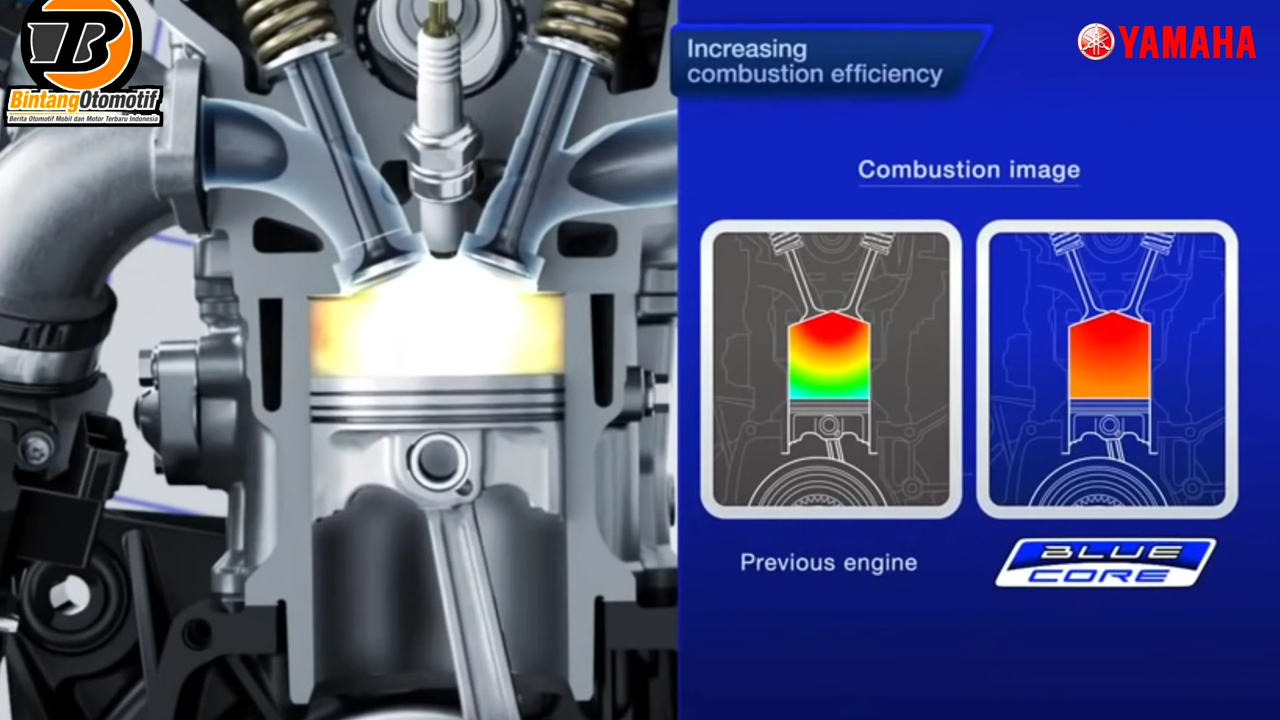 B
BintangOtomotif
Berita Otomotif Mobil dan Motor Terbaru Indonesia
Increasing
combustion efficiency
YAMAHA
Combustion image
Previous engine
BLUE
CORE